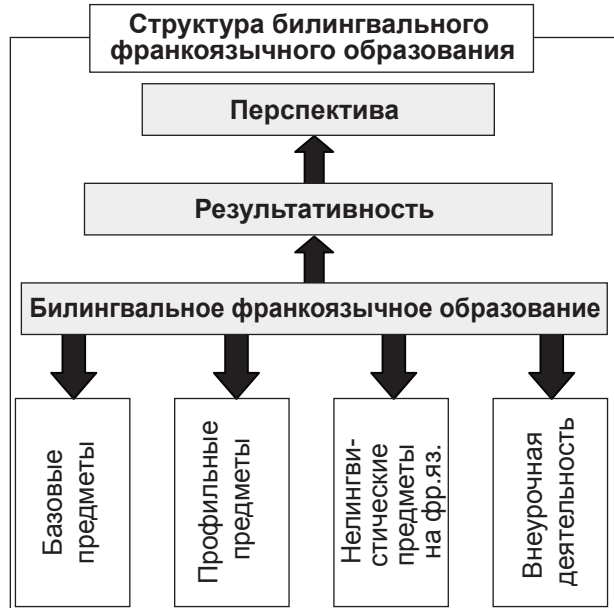 Структура билингвального
франкоязычного образования
Перспектива
Результативность
Билингвальное франкоязычное образование
Базовые
предметы
Профильные
предметы
Нелингви-
стические
предметы
на фр.яз.
Внеурочная
деятельность